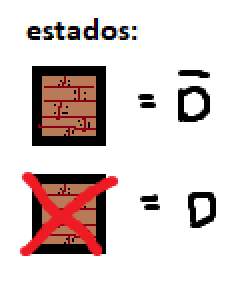 estados:
= D̅
= D